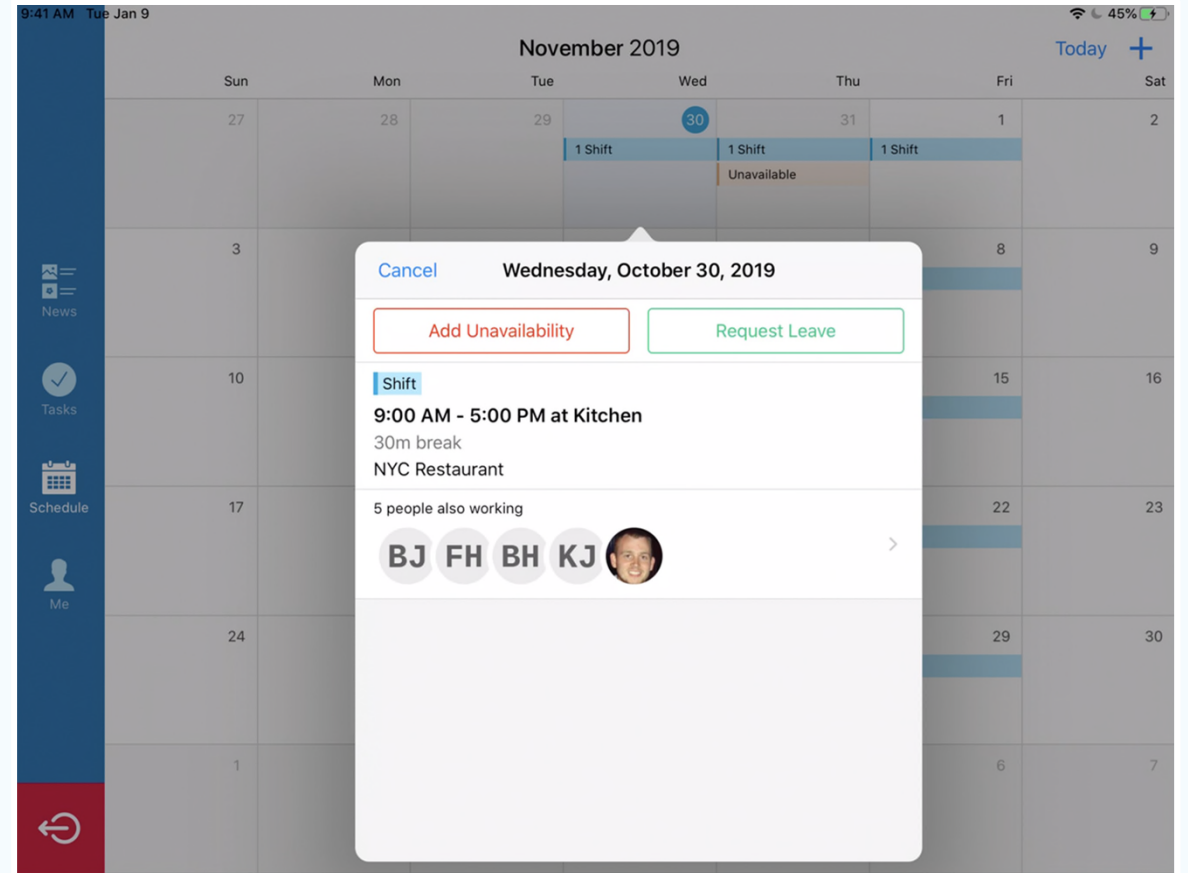 9:41 AM Tue Jan 9 45%
November 2019 Today
Sun Mon Tue Wed Thu Fri Sat
27 28 29 30 31 1 2
1 Shift 1 Shift 1 Shift
Unavailable
3 8 9
Cancel Wednesday, October 30, 2019
Add Unavailability Request Leave
10 15 16
Shift
9:00 AM - 5:00 PM at Kitchen
30m break
NYC Restaurant
17 22 23
5 people also working
BJ FH BH KJ
24 29 30
1 6 7
News
Tasks
Schedule
Me